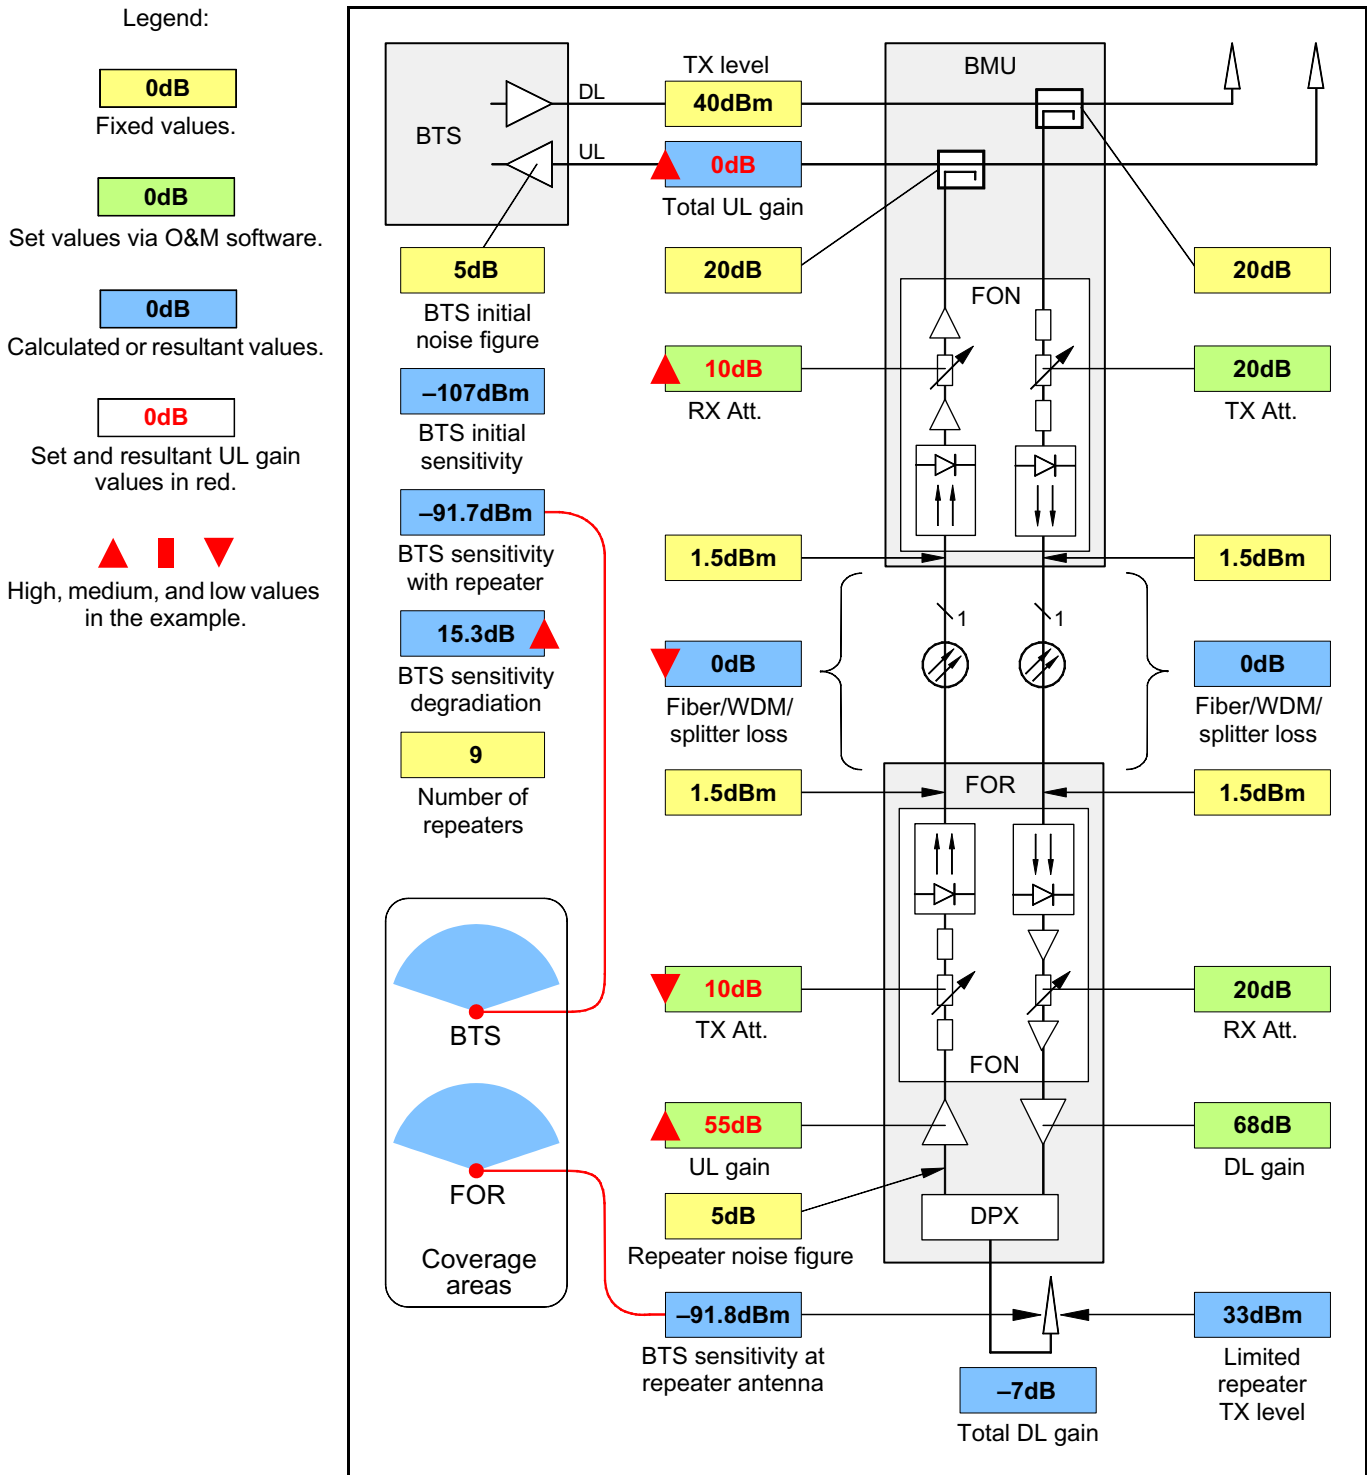 Legend:
0dB
Fixed values.
0dB
Set values via O&M software.
0dB
Calculated or resultant values.
0dB
Set and resultant UL gain
values in red.
High, medium, and low values
in the example.
BTS
DL
UL
TX level
40dBm
0dB
Total UL gain
BMU
5dB
BTS initial
noise figure
–107dBm
BTS initial
sensitivity
–91.7dBm
BTS sensitivity
with repeater
15.3dB
BTS sensitivity
degradiation
9
Number of
repeaters
20dB
20dB
FON
10dB
RX Att.
20dB
TX Att.
1.5dBm
1.5dBm
1
1
0dB
Fiber/WDM/
splitter loss
0dB
Fiber/WDM/
splitter loss
FOR
1.5dBm
1.5dBm
10dB
TX Att.
20dB
RX Att.
FON
55dB
UL gain
68dB
DL gain
5dB
Repeater noise figure
DPX
BTS
FOR
Coverage
areas
–91.8dBm
BTS sensitivity at
repeater antenna
33dBm
Limited
repeater
TX level
–7dB
Total DL gain